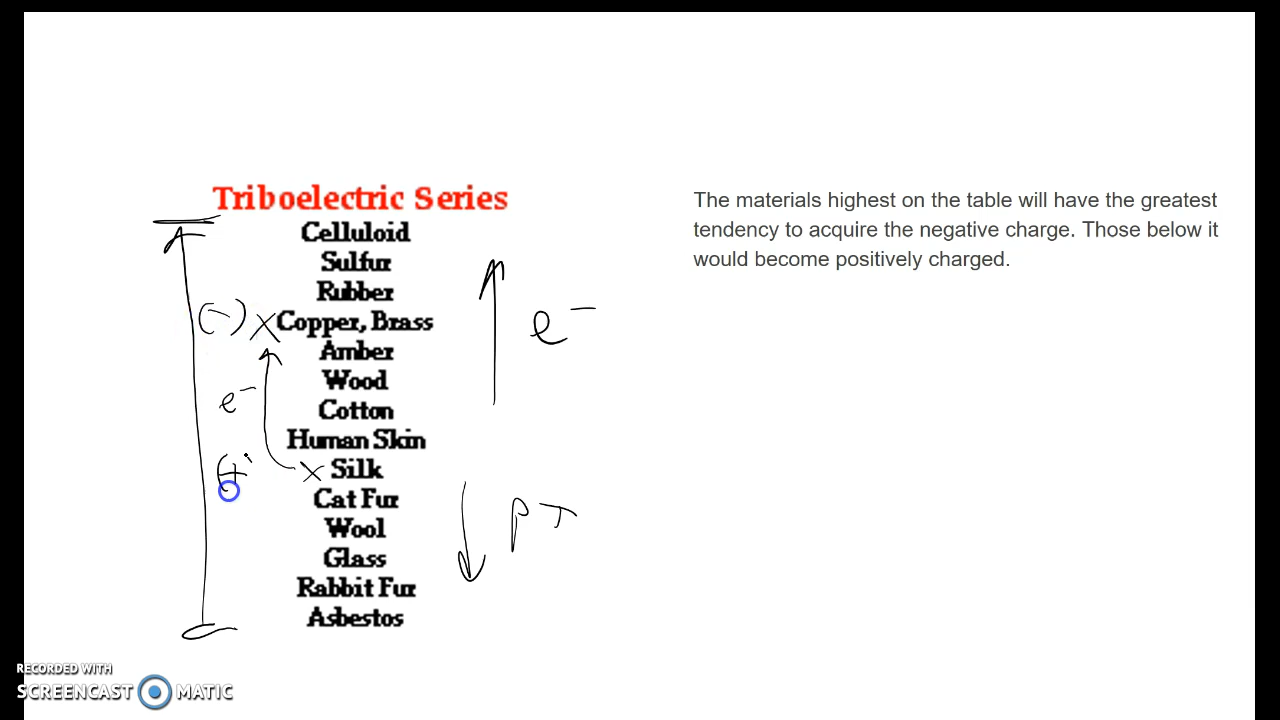 Triboelectric Series
Celluloid
Sulfur
Rubber
(-) x Copper, Brass
Amber
Wood
e⁻
Cotton
Human Skin
(+) x Silk
Cat Fur
Wool
Glass
Rabbit Fur
Asbestos
e⁻
p+
The materials highest on the table will have the greatest
tendency to acquire the negative charge. Those below it
would become positively charged.
RECORDED WITH
SCREENCAST MATIC